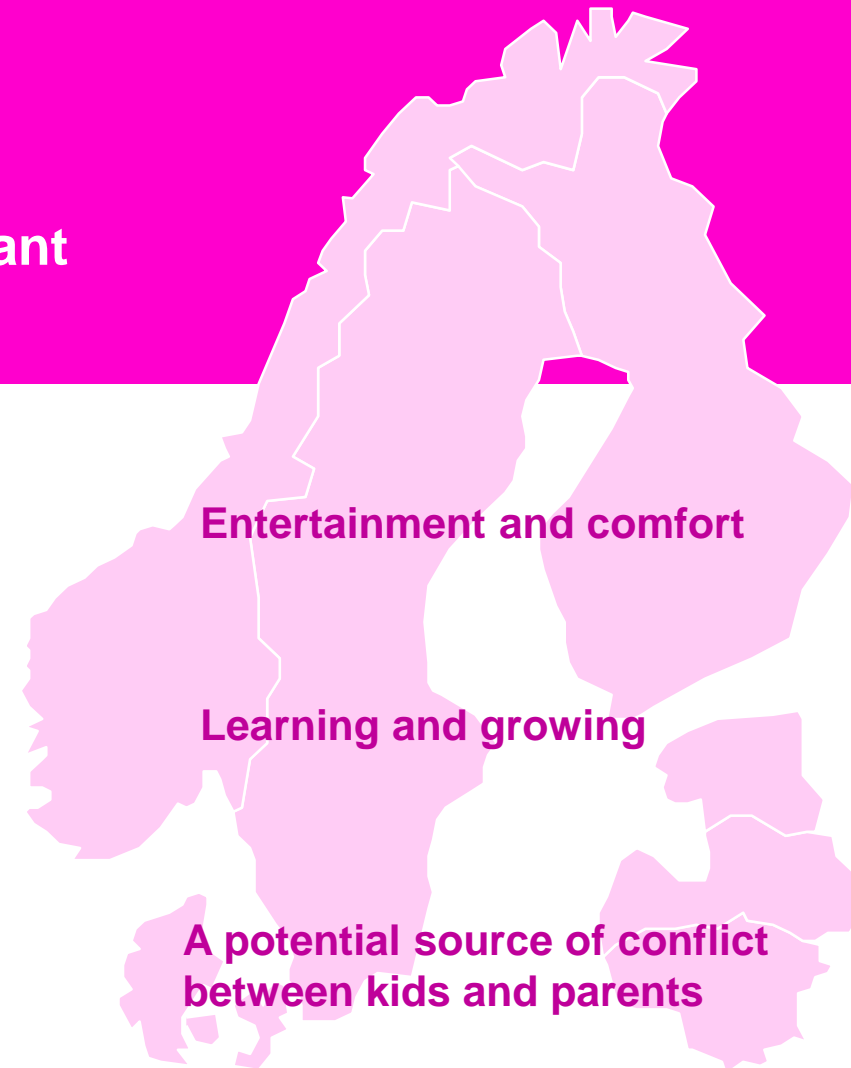 ant
Entertainment and comfort
Learning and growing
A potential source of conflict
between kids and parents